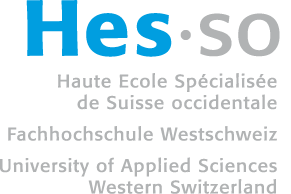 Hes·so
Haute Ecole Spécialisée
de Suisse occidentale
Fachhochschule Westschweiz
University of Applied Sciences
Western Switzerland